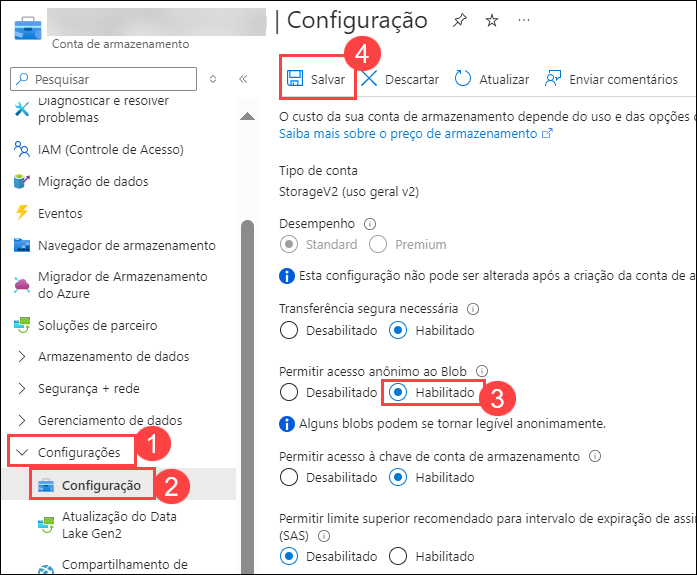 | Configuração
Conta de armazenamento
4
Pesquisar
Salvar
Descartar
Atualizar
Enviar comentários
Diagnosticar e resolver
problemas
IAM (Controle de Acesso)
Migração de dados
Eventos
Navegador de armazenamento
Migrador de Armazenamento
do Azure
Soluções de parceiro
Armazenamento de dados
Segurança + rede
Gerenciamento de dados
Configurações
1
Configuração
2
Atualização do Data
Lake Gen2
Compartilhamento de
O custo da sua conta de armazenamento depende do uso e das opções
Saiba mais sobre o preço de armazenamento
Tipo de conta
StorageV2 (uso geral v2)
Desempenho
Standard Premium
Esta configuração não pode ser alterada após a criação da conta de a
Transferência segura necessária
Desabilitado Habilitado
Permitir acesso anônimo ao Blob
Desabilitado Habilitado
3
Alguns blobs podem se tornar legível anonimamente.
Permitir acesso à chave de conta de armazenamento
Desabilitado Habilitado
Permitir limite superior recomendado para intervalo de expiração de assi
(SAS)
Desabilitado Habilitado